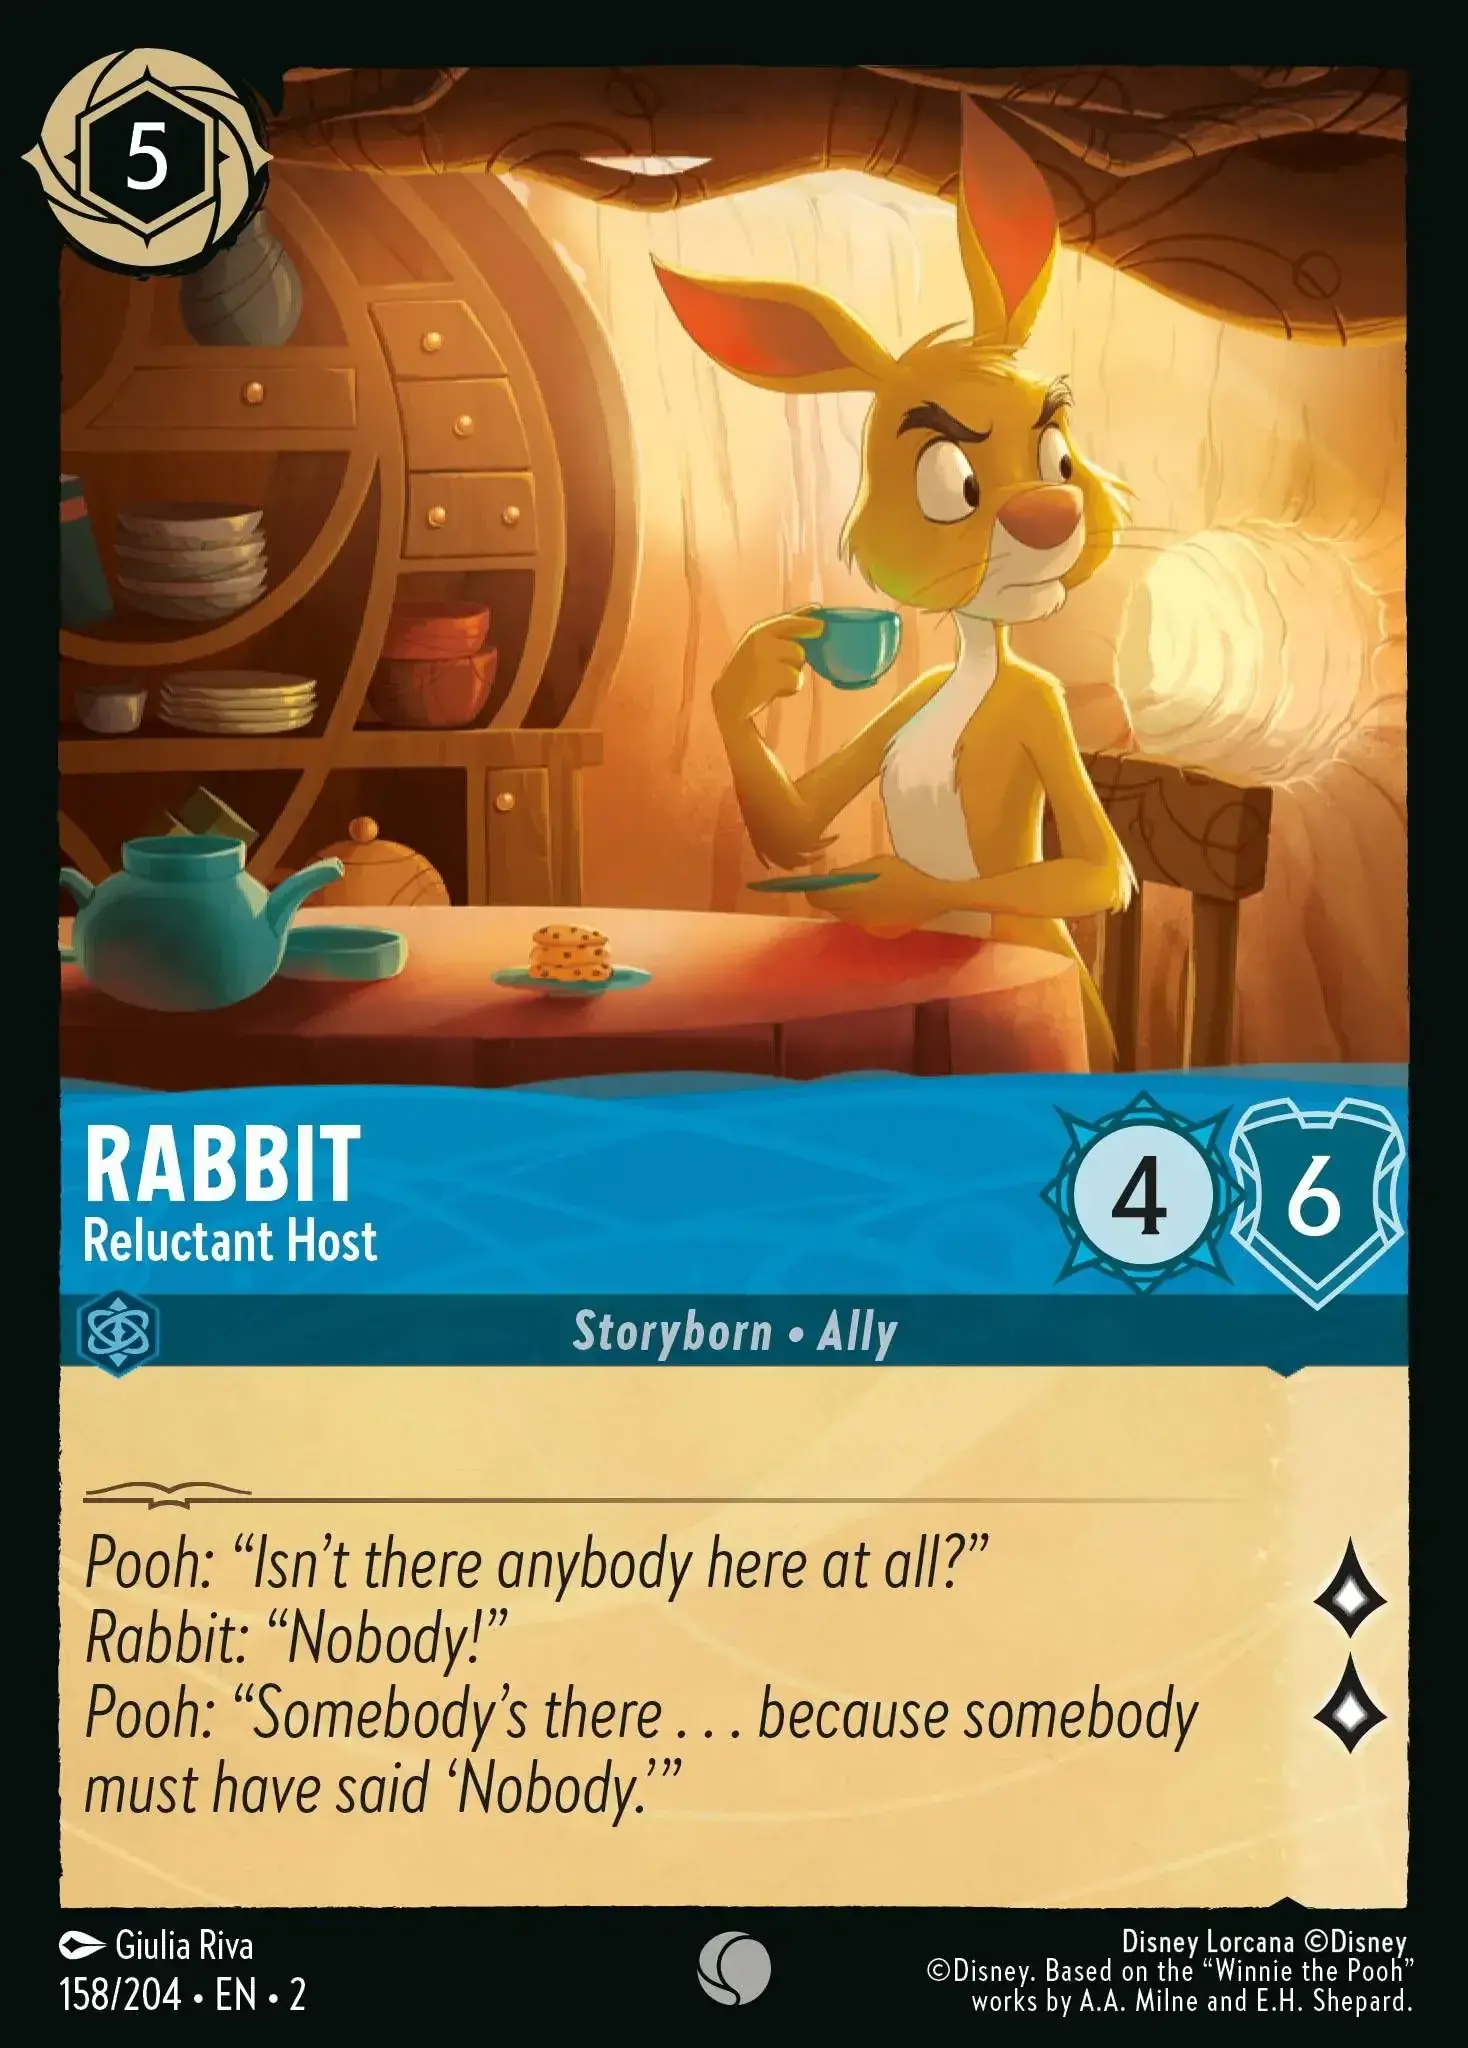 5
RABBIT
Reluctant Host
4
6
Storyborn • Ally
Pooh: “Isn’t there anybody here at all?”
Rabbit: “Nobody!”
Pooh: “Somebody’s there . . . because somebody
must have said ‘Nobody.’”
Giulia Riva
158/204 • EN • 2
Disney Lorcana ©Disney
©Disney. Based on the “Winnie the Pooh”
works by A.A. Milne and E.H. Shepard.